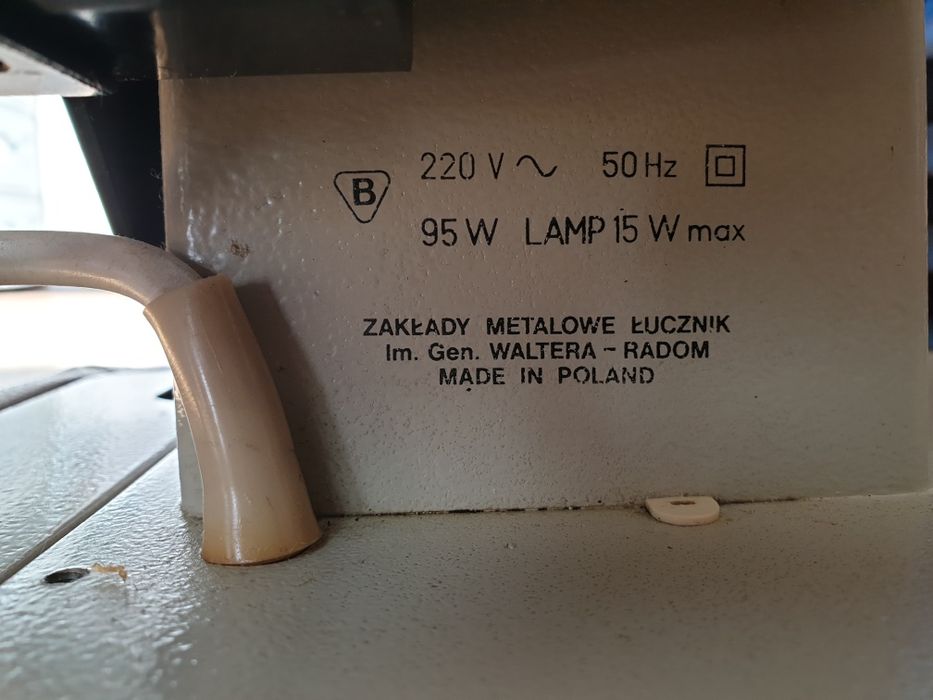 B 220 V ~ 50 Hz
95 W LAMP 15 W max
ZAKŁADY METALOWE ŁUCZNIK
Im. Gen. WALTERA – RADOM
MADE IN POLAND